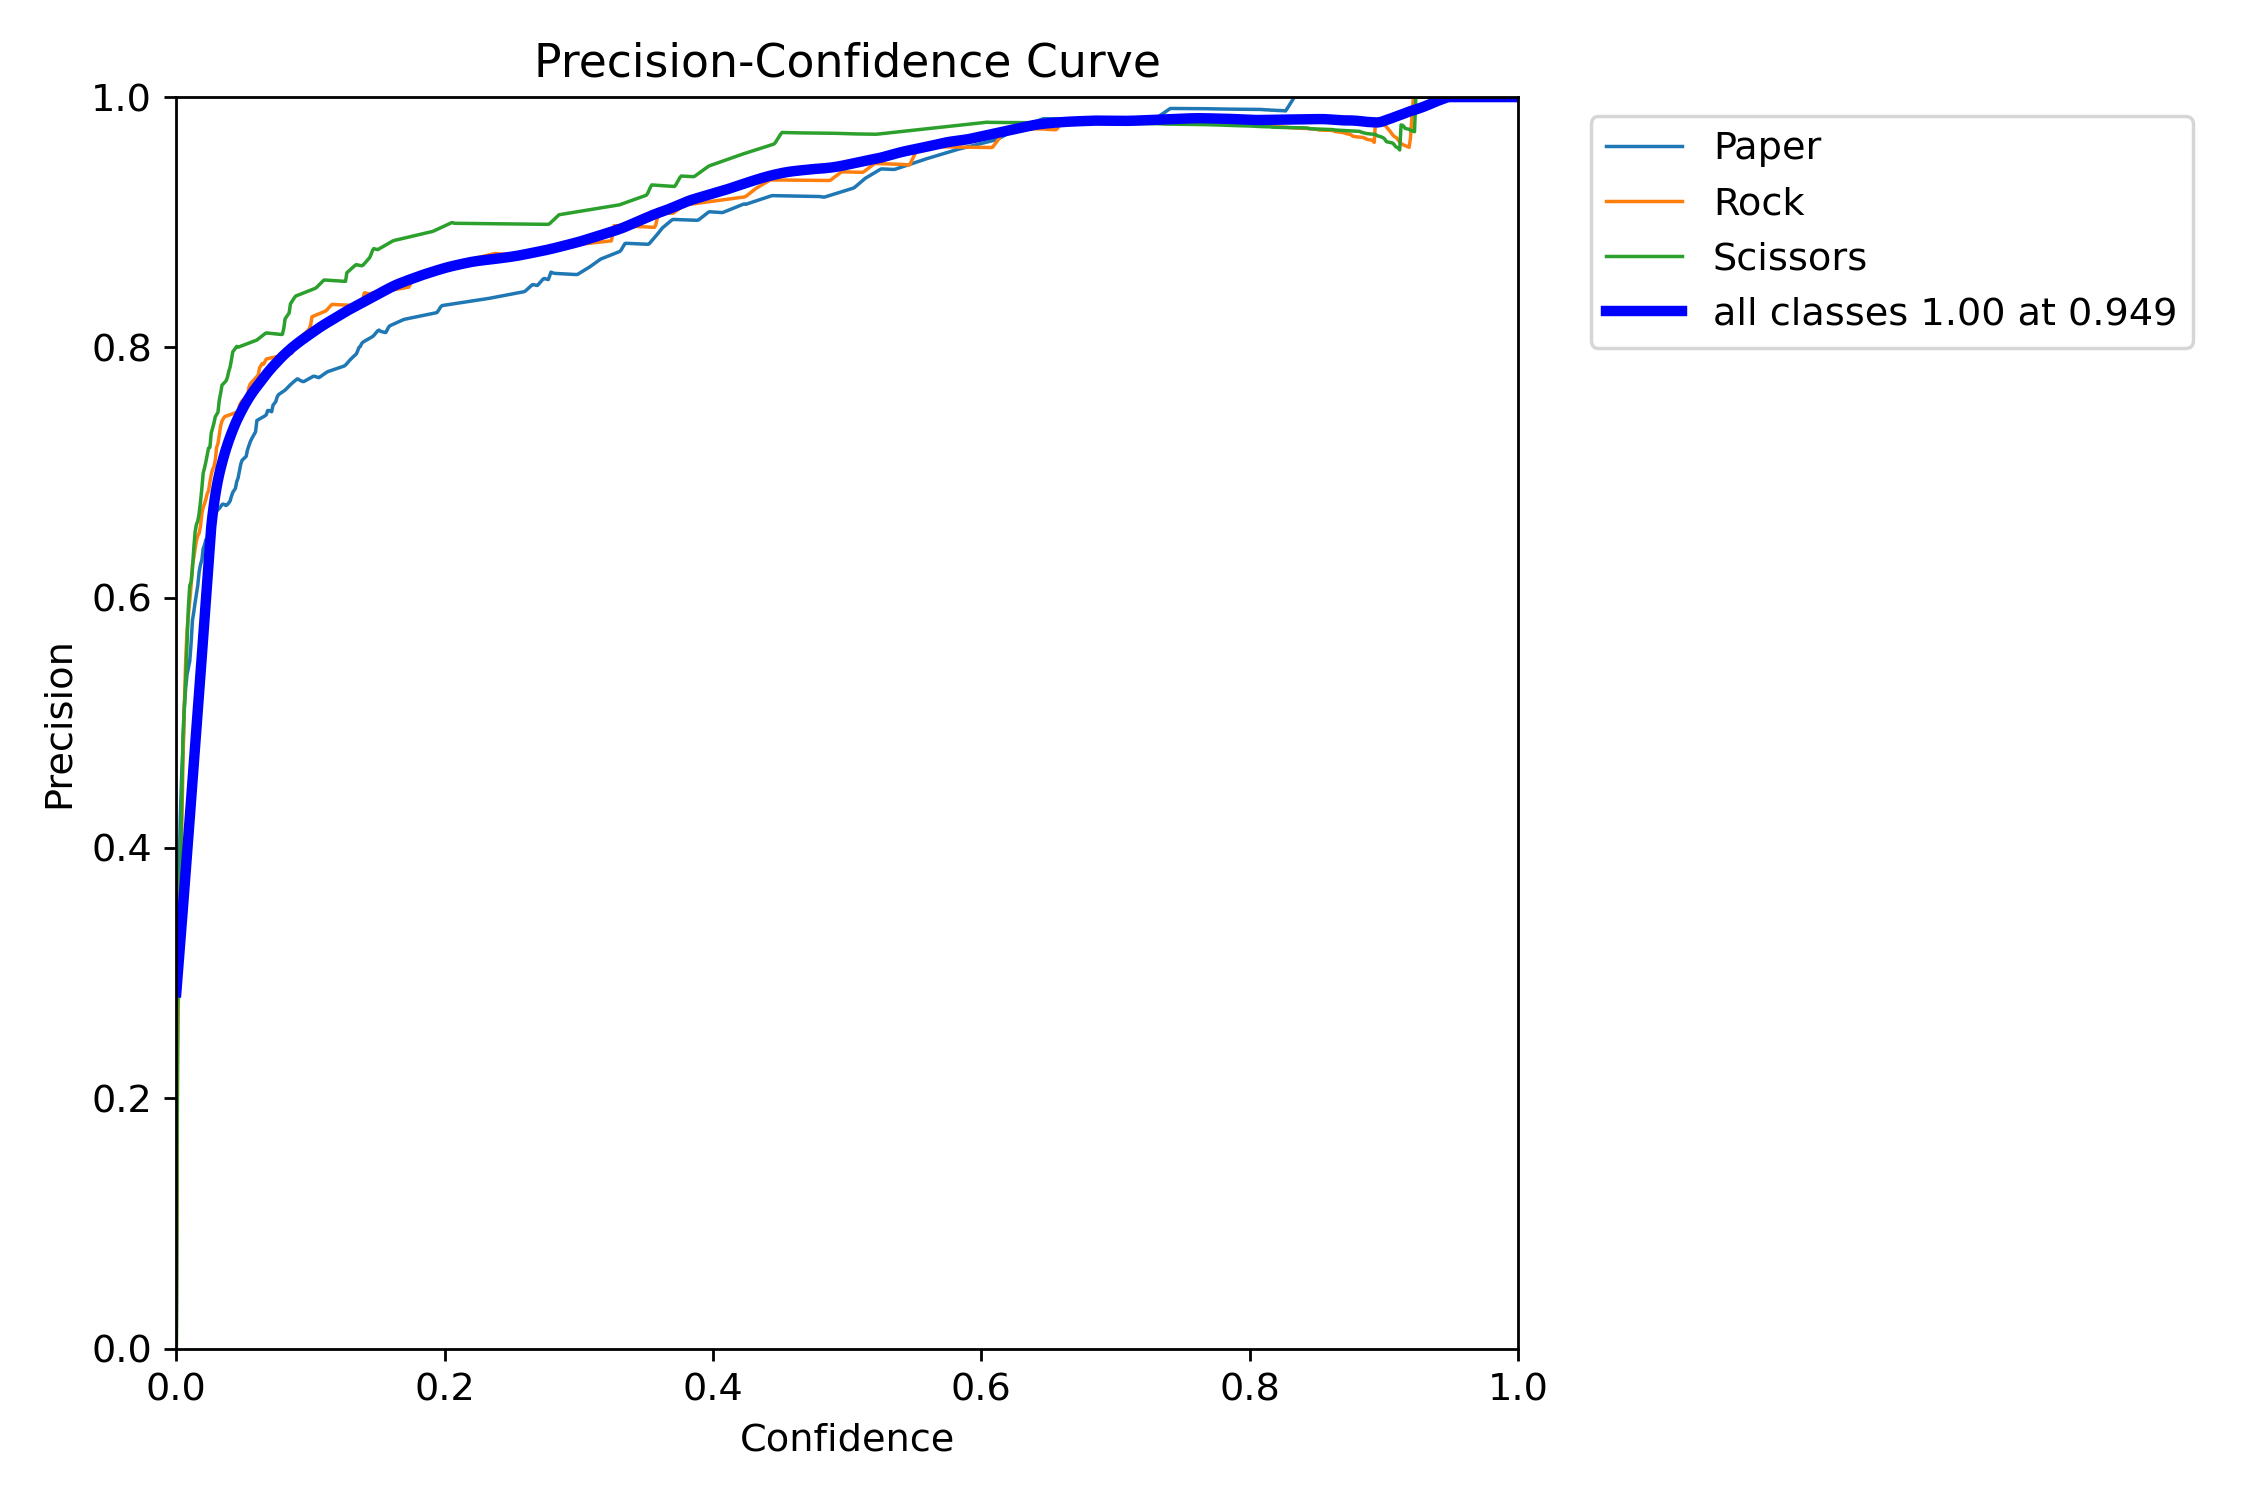 Precision-Confidence Curve
1.0
0.8
0.6
0.4
0.2
0.0
Precision
0.0 0.2 0.4 0.6 0.8 1.0
Confidence
Paper
Rock
Scissors
all classes 1.00 at 0.949